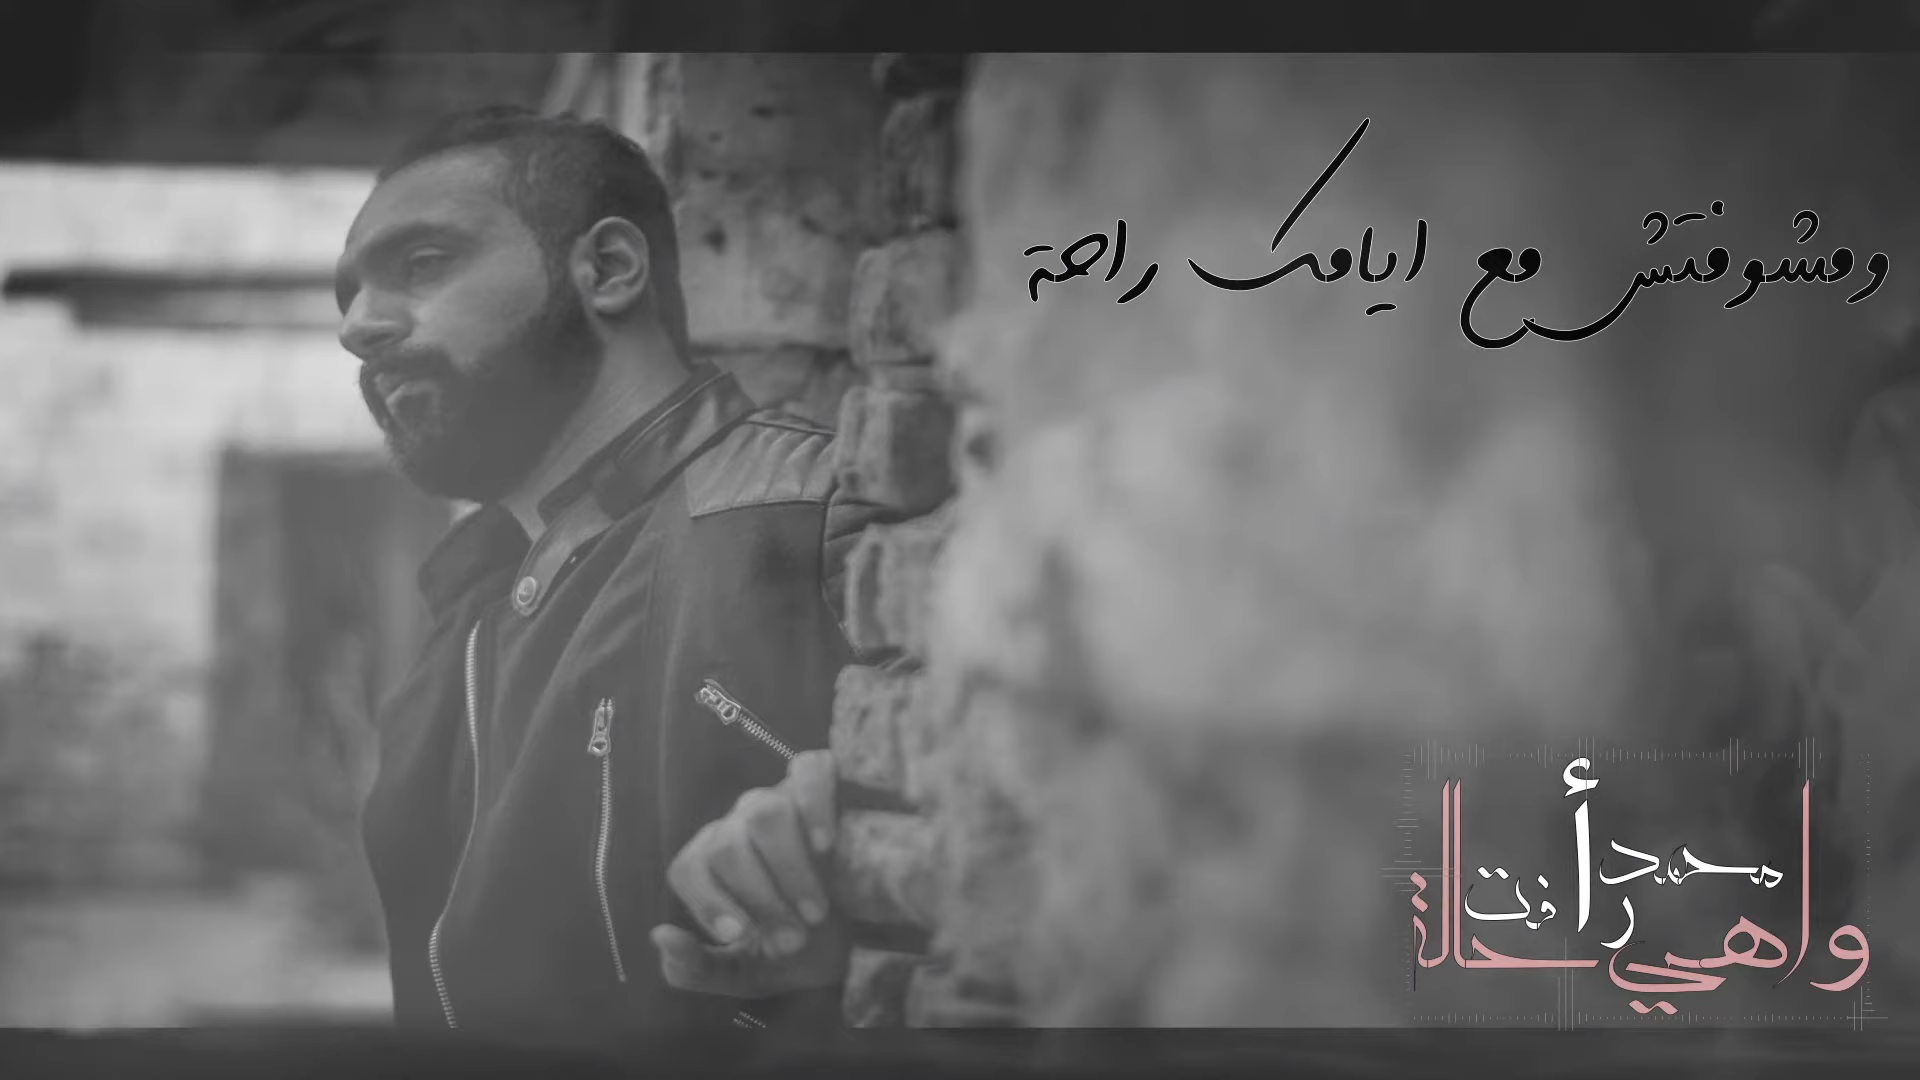 ومشوفتش مع ايامك راحة
محمد رأفت
واهي حالة